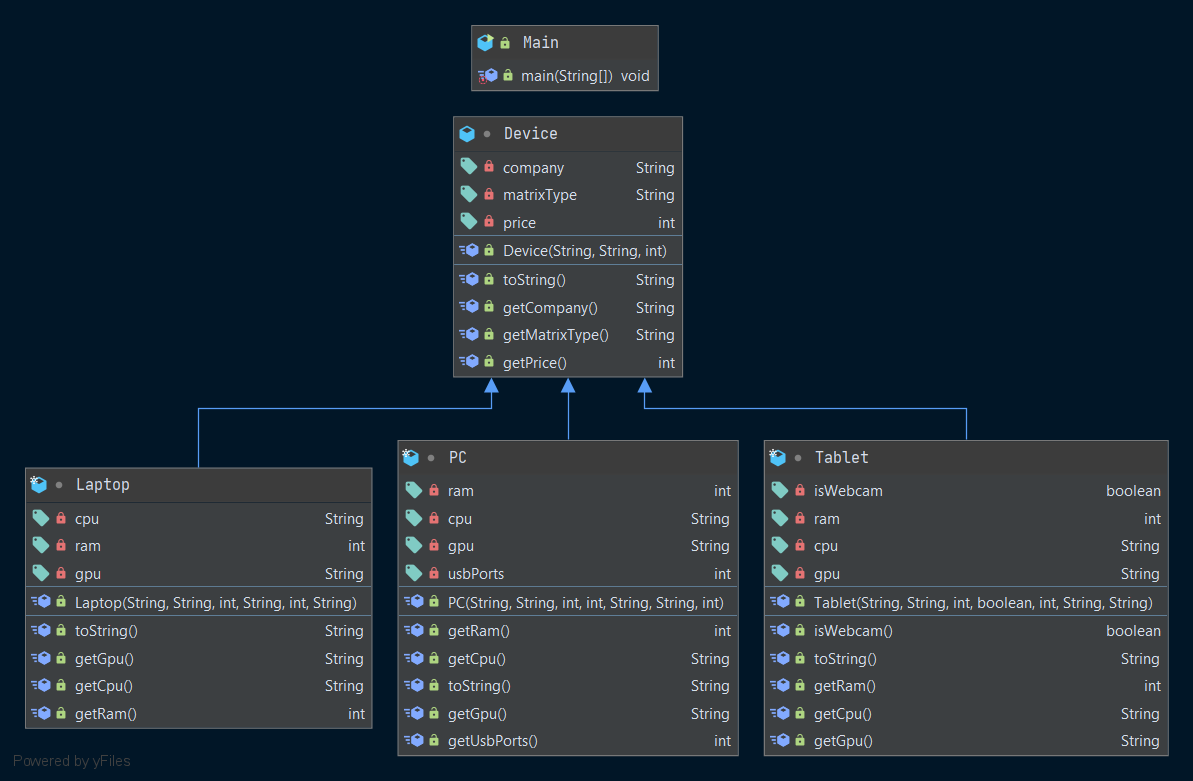 Main
main(String[]) void
Device
company String
matrixType String
price int
Device(String, String, int)
toString() String
getCompany() String
getMatrixType() String
getPrice() int
Laptop
cpu String
ram int
gpu String
Laptop(String, String, int, String, int, String)
toString() String
getGpu() String
getCpu() String
getRam() int
PC
ram int
cpu String
gpu String
usbPorts int
PC(String, String, int, int, String, String, int)
getRam() int
getCpu() String
toString() String
getGpu() String
getUsbPorts() int
Tablet
isWebcam boolean
ram int
cpu String
gpu String
Tablet(String, String, int, boolean, int, String, String)
isWebcam() boolean
toString() String
getRam() int
getCpu() String
getGpu() String
Powered by yFiles